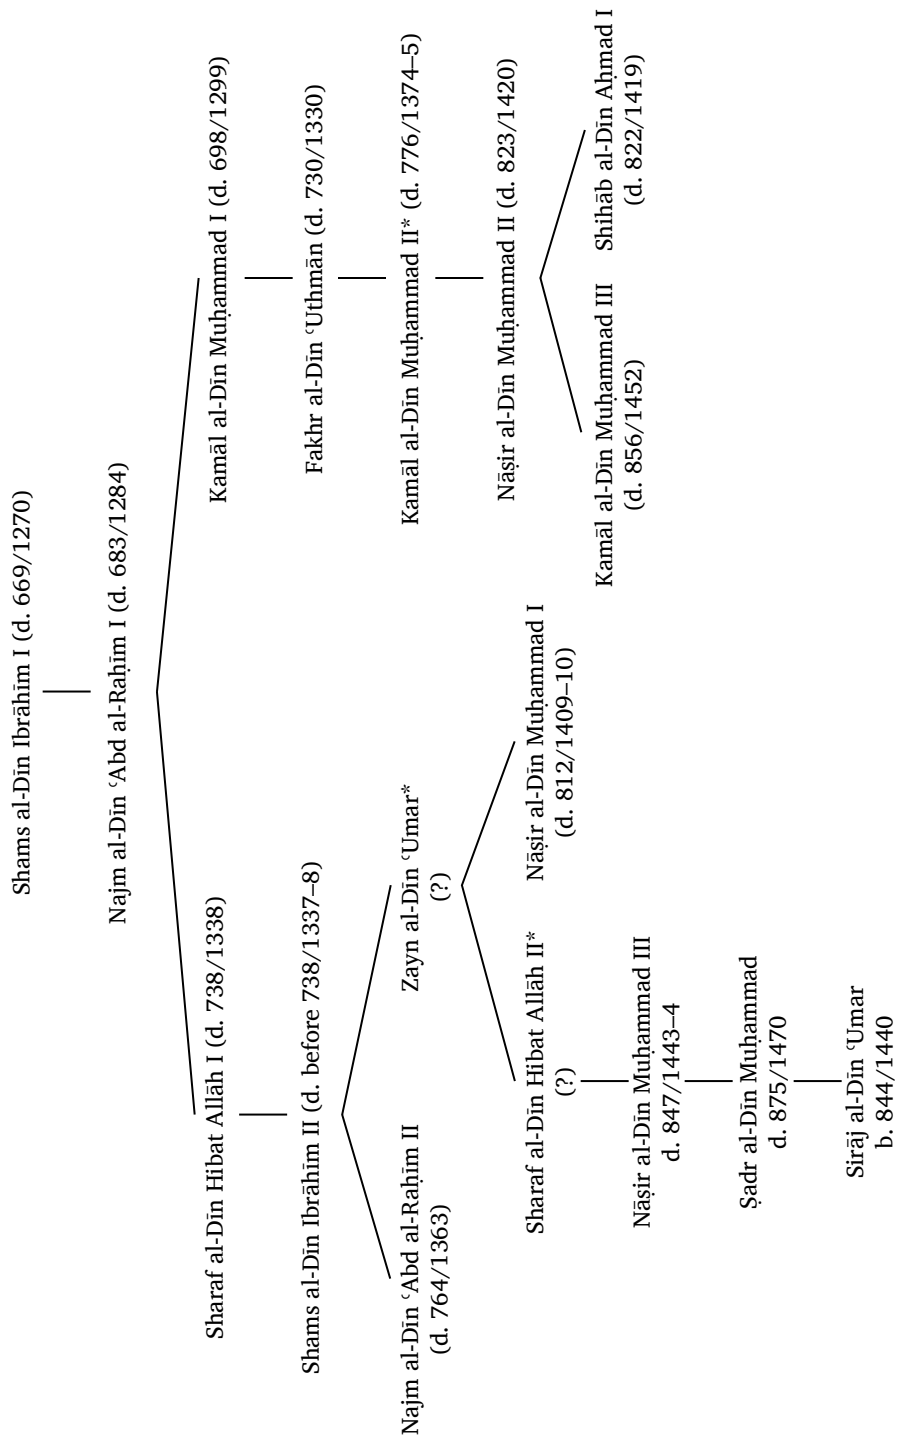 Shams al-Dīn Ibrāhīm I (d. 669/1270)
Najm al-Dīn ʿAbd al-Raḥīm I (d. 683/1284)
Sharaf al-Dīn Hibat Allāh I (d. 738/1338)
Kamāl al-Dīn Muḥammad I (d. 698/1299)
Shams al-Dīn Ibrāhīm II (d. before 738/1337–8)
Fakhr al-Dīn ʿUthmān (d. 730/1330)
Najm al-Dīn ʿAbd al-Raḥīm II
(d. 764/1363)
Zayn al-Dīn ʿUmar*
(?)
Kamāl al-Dīn Muḥammad II* (d. 776/1374–5)
Nāṣir al-Dīn Muḥammad II (d. 823/1420)
Sharaf al-Dīn Hibat Allāh II*
(?)
Nāṣir al-Dīn Muḥammad I
(d. 812/1409–10)
Kamāl al-Dīn Muḥammad III
(d. 856/1452)
Shihāb al-Dīn Aḥmad I
(d. 822/1419)
Nāṣir al-Dīn Muḥammad III
d. 847/1443–4
Ṣadr al-Dīn Muḥammad
d. 875/1470
Sirāj al-Dīn ʿUmar
b. 844/1440